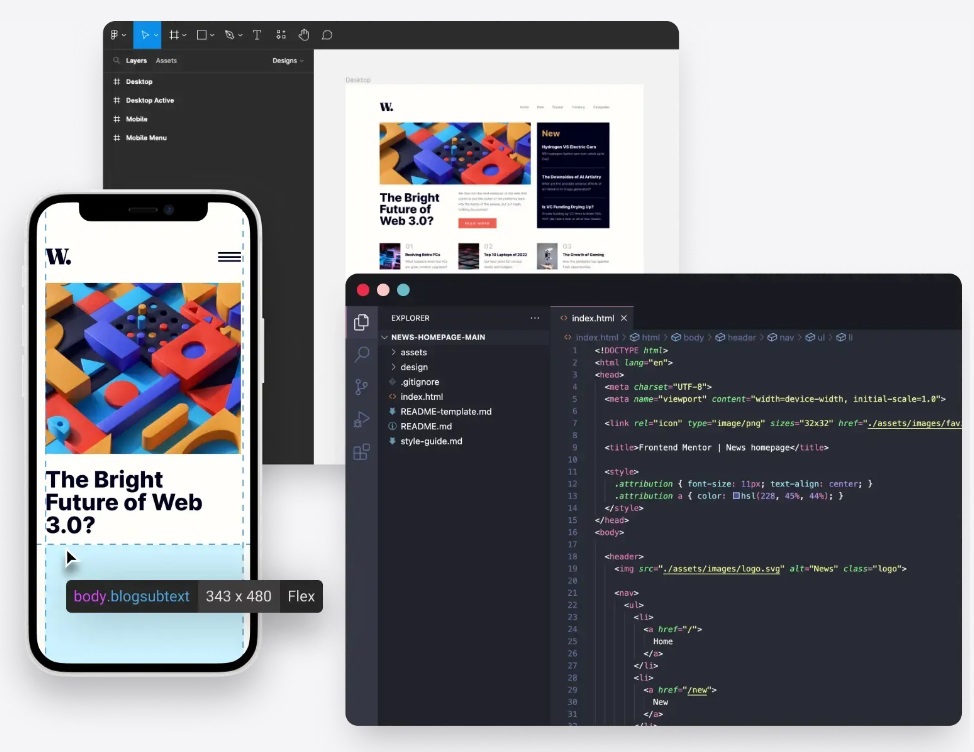 Layers
Assets
Designs
Desktop
Desktop Active
Mobile
Mobile Menu
Desktop
W.
Home
New
Popular
Trending
Categories
The Bright
Future of
Web 3.0?
READ MORE
New
Hydrogen VS Electric Cars
The Downsides of AI Artistry
Is VC Funding Drying Up?
01
Reviving Retro PCs
02
Top 10 Laptops of 2022
03
The Growth of Gaming
W.
The Bright
Future of Web
3.0?
body.blogsubtext
343 x 480
Flex
EXPLORER
...
NEWS-HOMEPAGE-MAIN
assets
design
.gitignore
index.html
README-template.md
README.md
style-guide.md
index.html
index.html > html > body > header > nav > ul > li
1 <!DOCTYPE html>
2 <html lang="en">
3 <head>
4 <meta charset="UTF-8">
5 <meta name="viewport" content="width=device-width, initial-scale=1.0">
6
7 <link rel="icon" type="image/png" sizes="32x32" href="./assets/images/fav
8
9 <title>Frontend Mentor | News homepage</title>
10
11 <style>
12 .attribution { font-size: 11px; text-align: center; }
13 .attribution a { color: hsl(228, 45%, 44%); }
14 </style>
15 </head>
16 <body>
17
18 <header>
19 <img src="./assets/images/logo.svg" alt="News" class="logo">
20
21 <nav>
22 <ul>
23 <li>
24 <a href="/">
25 Home
26 </a>
27 </li>
28 <li>
29 <a href="/new">
30 New
31 </a>